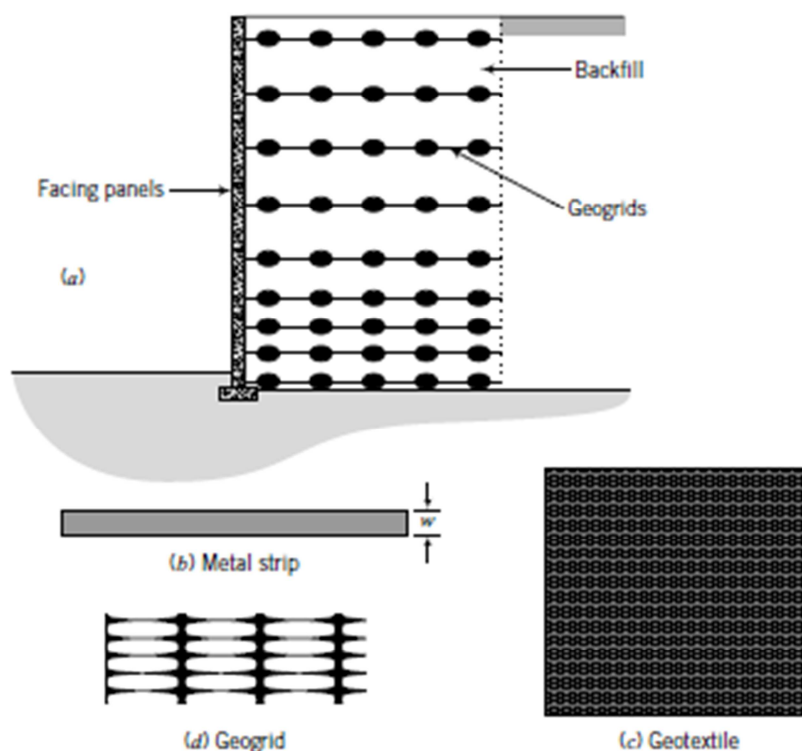 Backfill
Facing panels
Geogrids
(a)
w
(b) Metal strip
(d) Geogrid
(c) Geotextile